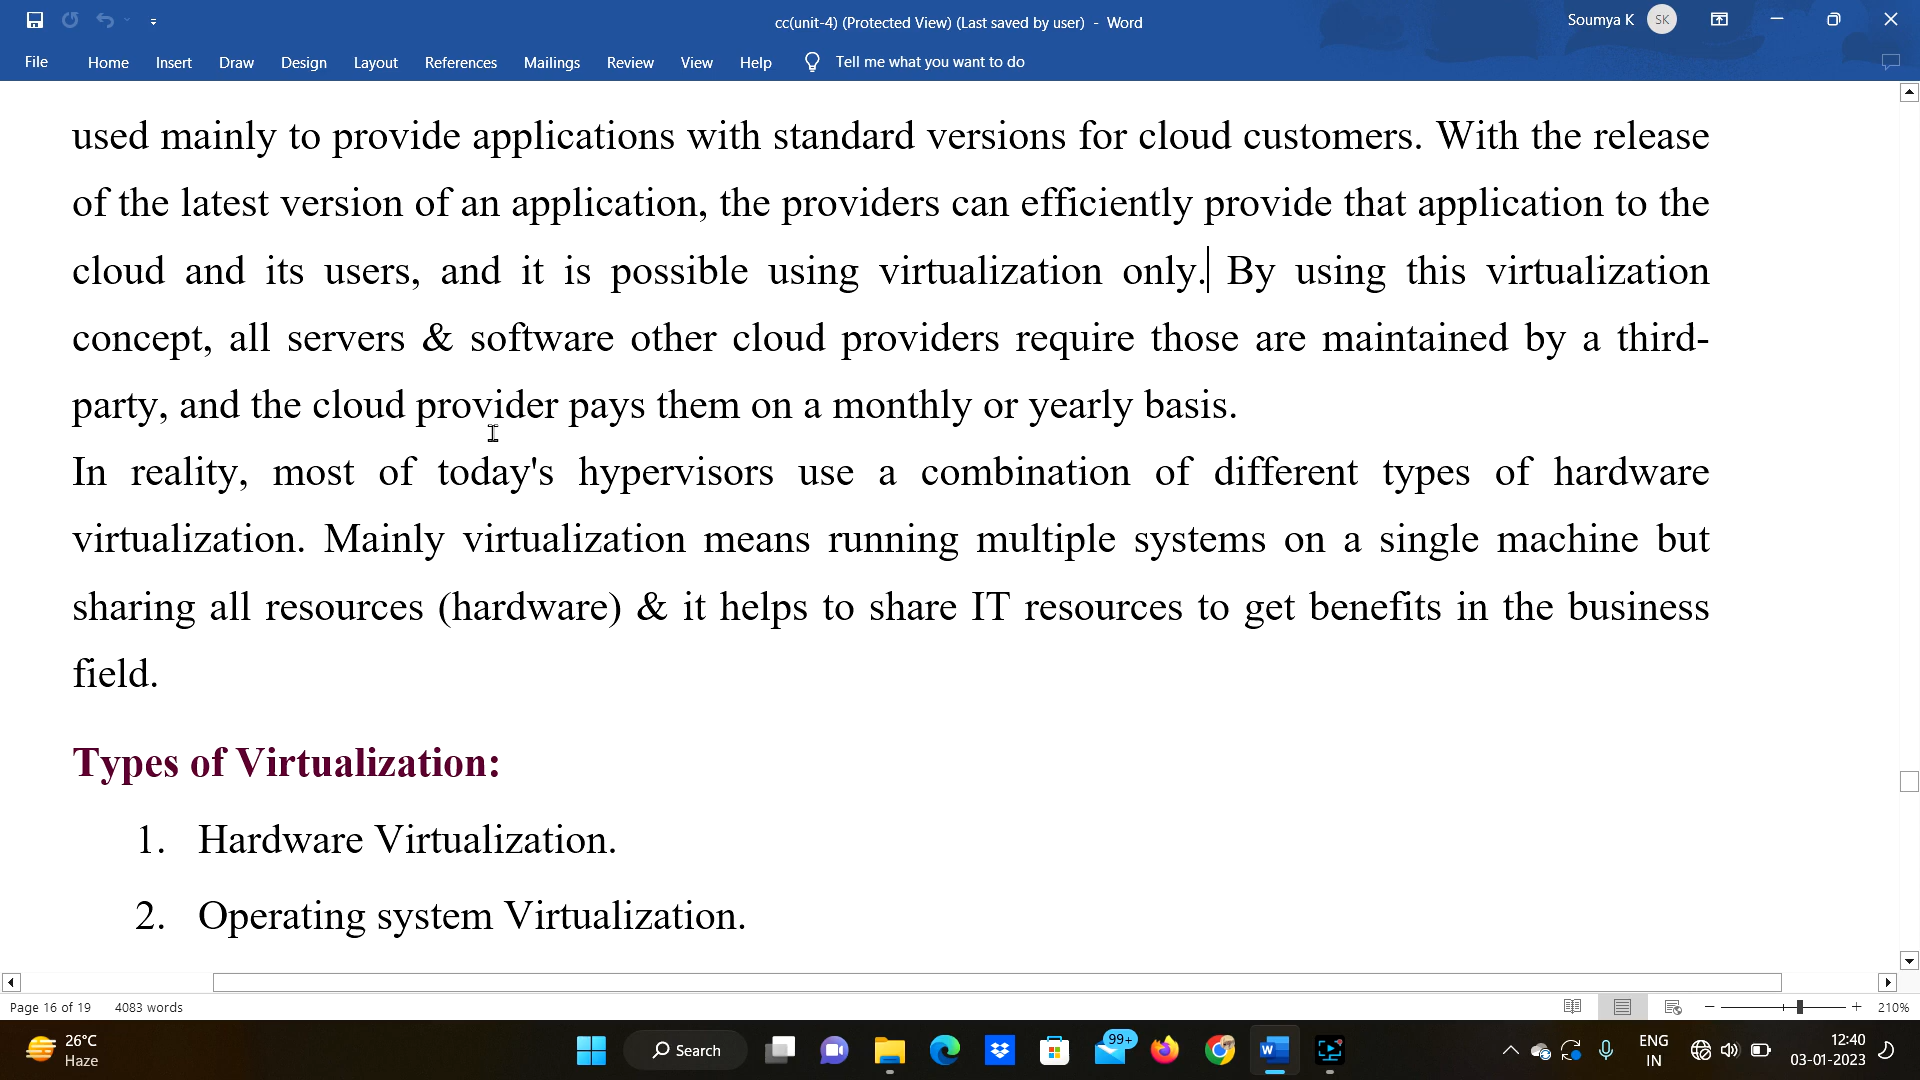 cc(unit-4) (Protected View) (Last saved by user) - Word
Soumya K
SK
File Home Insert Draw Design Layout References Mailings Review View Help Tell me what you want to do
used mainly to provide applications with standard versions for cloud customers. With the release
of the latest version of an application, the providers can efficiently provide that application to the
cloud and its users, and it is possible using virtualization only. By using this virtualization
concept, all servers & software other cloud providers require those are maintained by a third-
party, and the cloud provider pays them on a monthly or yearly basis.
In reality, most of today's hypervisors use a combination of different types of hardware
virtualization. Mainly virtualization means running multiple systems on a single machine but
sharing all resources (hardware) & it helps to share IT resources to get benefits in the business
field.
Types of Virtualization:
1. Hardware Virtualization.
2. Operating system Virtualization.
Page 16 of 19 4083 words
210%
26°C
Haze
Search
99+
ENG
IN
12:40
03-01-2023